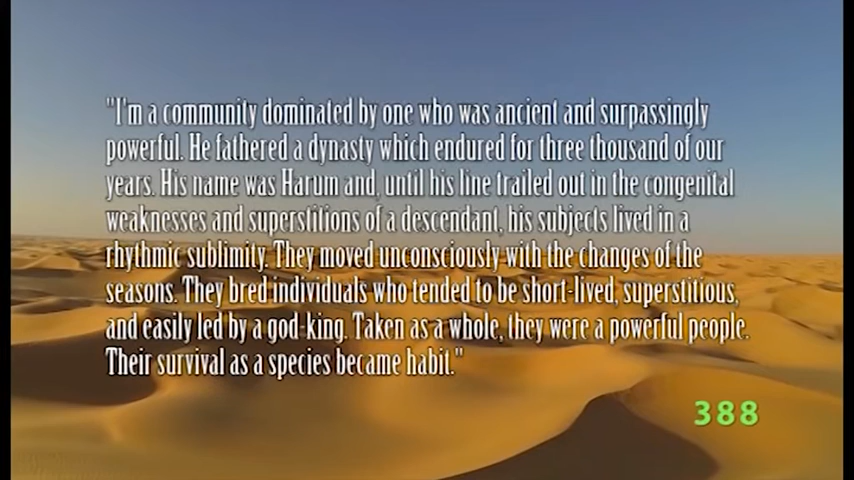 "I'm a community dominated by one who was ancient and surpassingly
powerful. He fathered a dynasty which endured for three thousand of our
years. His name was Harum and, until his line trailed out in the congenital
weaknesses and superstitions of a descendant, his subjects lived in a
rhythmic sublimity. They moved unconsciously with the changes of the
seasons. They bred individuals who tended to be short-lived, superstitious,
and easily led by a god-king. Taken as a whole, they were a powerful people.
Their survival as a species became habit."
388